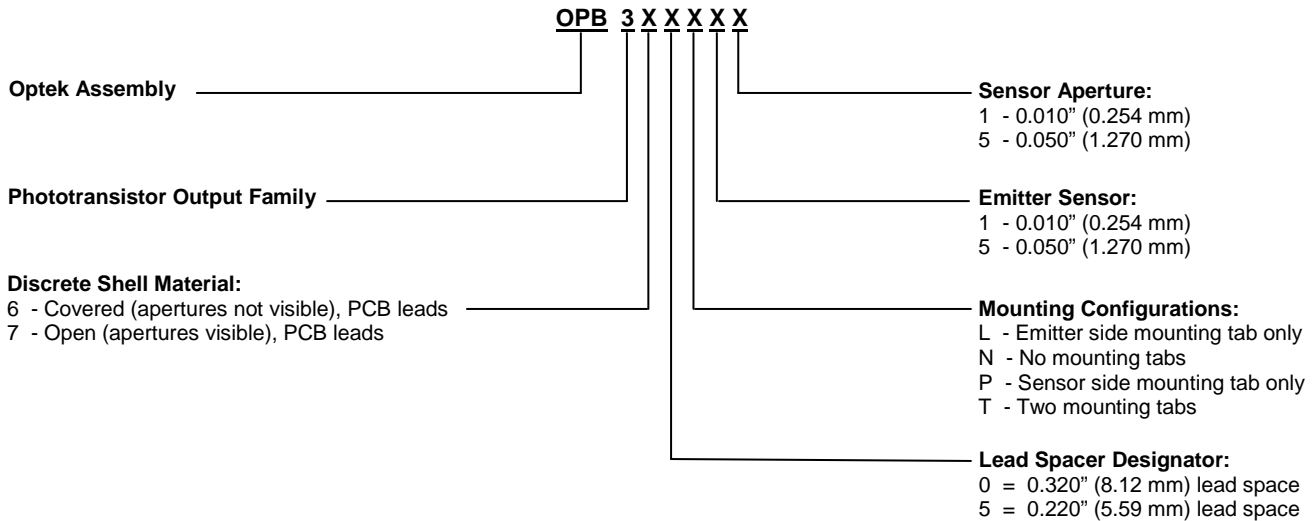 OPB 3 X X X X X
Optek Assembly
Phototransistor Output Family
Discrete Shell Material:
6 - Covered (apertures not visible), PCB leads
7 - Open (apertures visible), PCB leads
Sensor Aperture:
1 - 0.010” (0.254 mm)
5 - 0.050” (1.270 mm)
Emitter Sensor:
1 - 0.010” (0.254 mm)
5 - 0.050” (1.270 mm)
Mounting Configurations:
L - Emitter side mounting tab only
N - No mounting tabs
P - Sensor side mounting tab only
T - Two mounting tabs
Lead Spacer Designator:
0 = 0.320” (8.12 mm) lead space
5 = 0.220” (5.59 mm) lead space